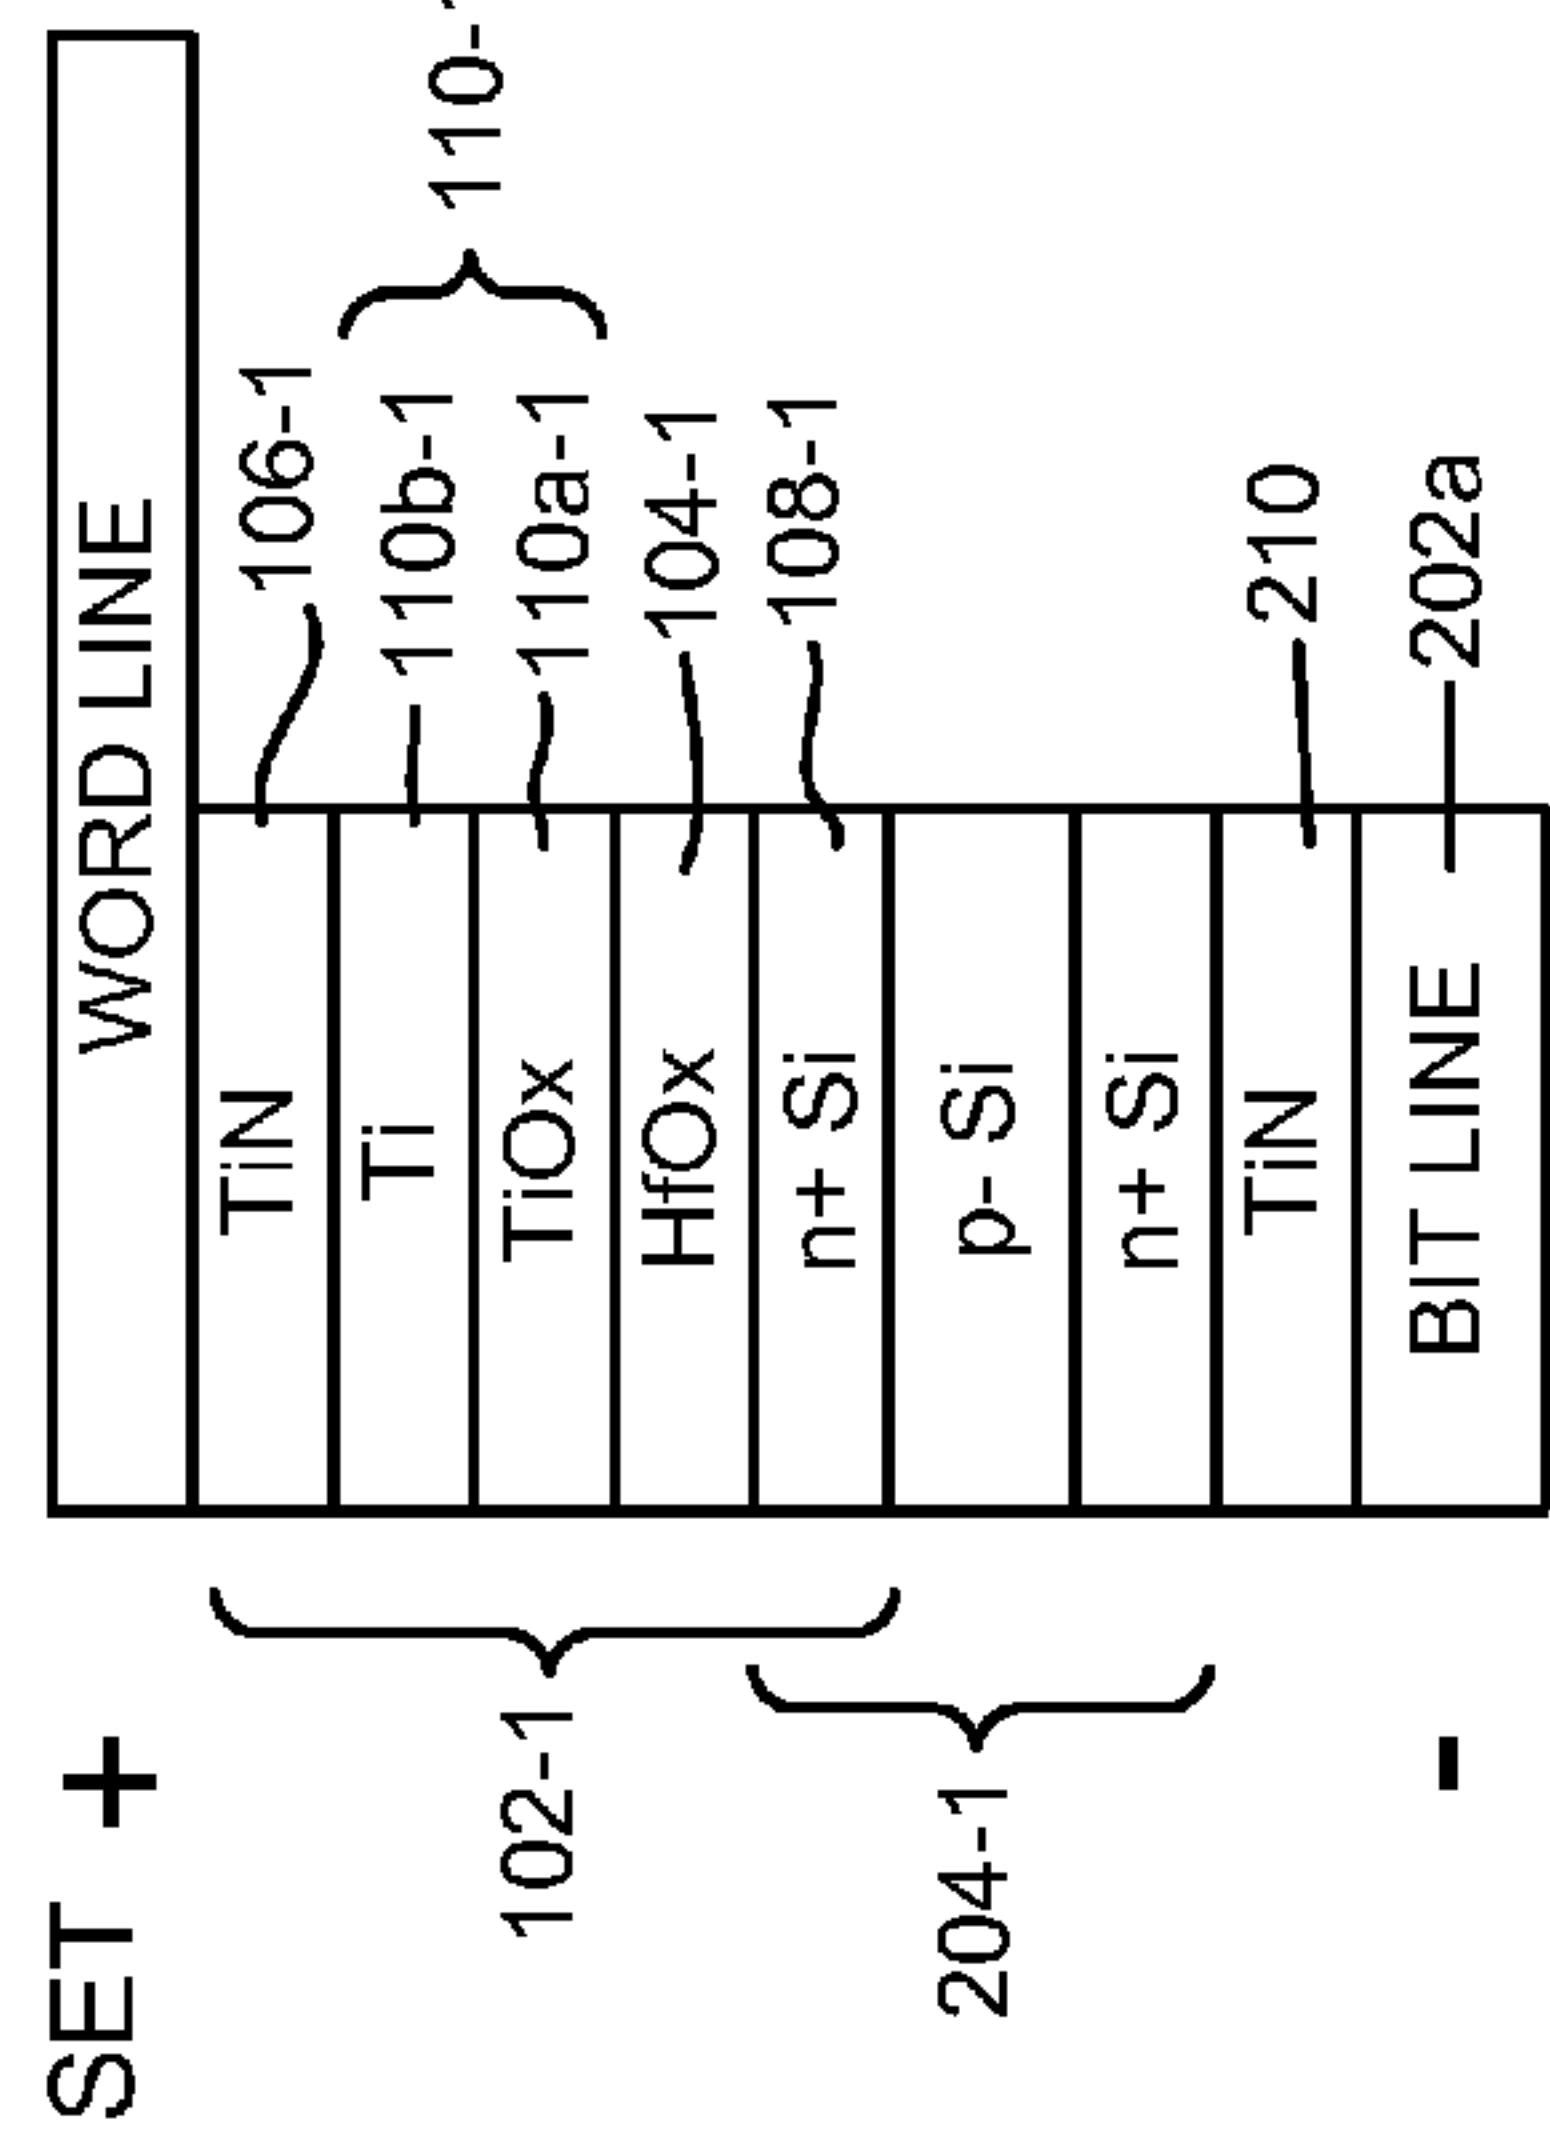 SET +
WORD LINE
TiN
106-1
Ti
110b-1
TiOx
110a-1
110-1
102-1
HfOx
104-1
n+ Si
108-1
p- Si
204-1
n+ Si
TiN
210
-
BIT LINE
202a